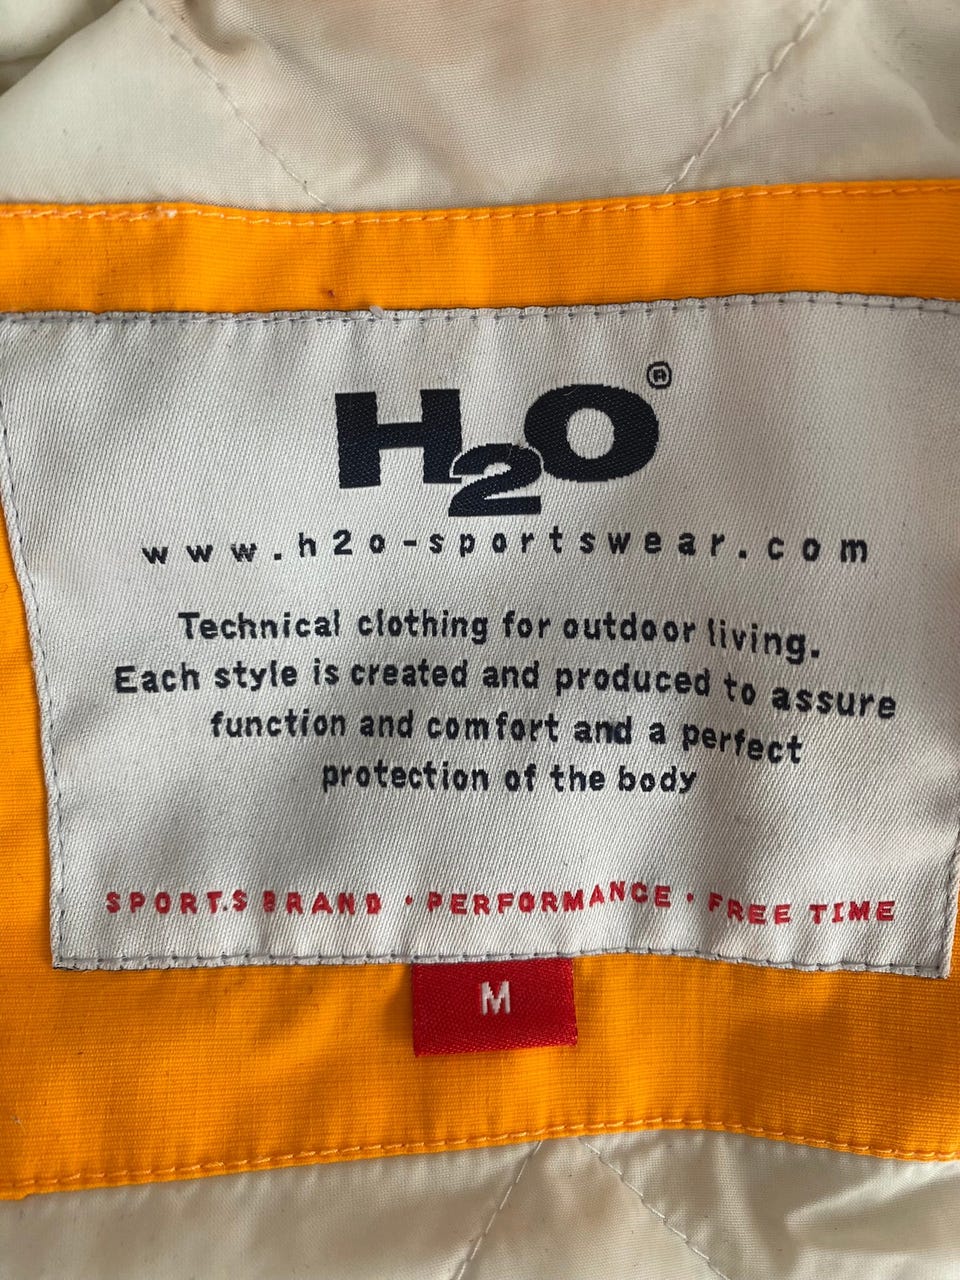 H2O®
www.h2o-sportswear.com
Technical clothing for outdoor living.
Each style is created and produced to assure
function and comfort and a perfect
protection of the body
SPORT.S BRAND · PERFORMANCE · FREE TIME
M